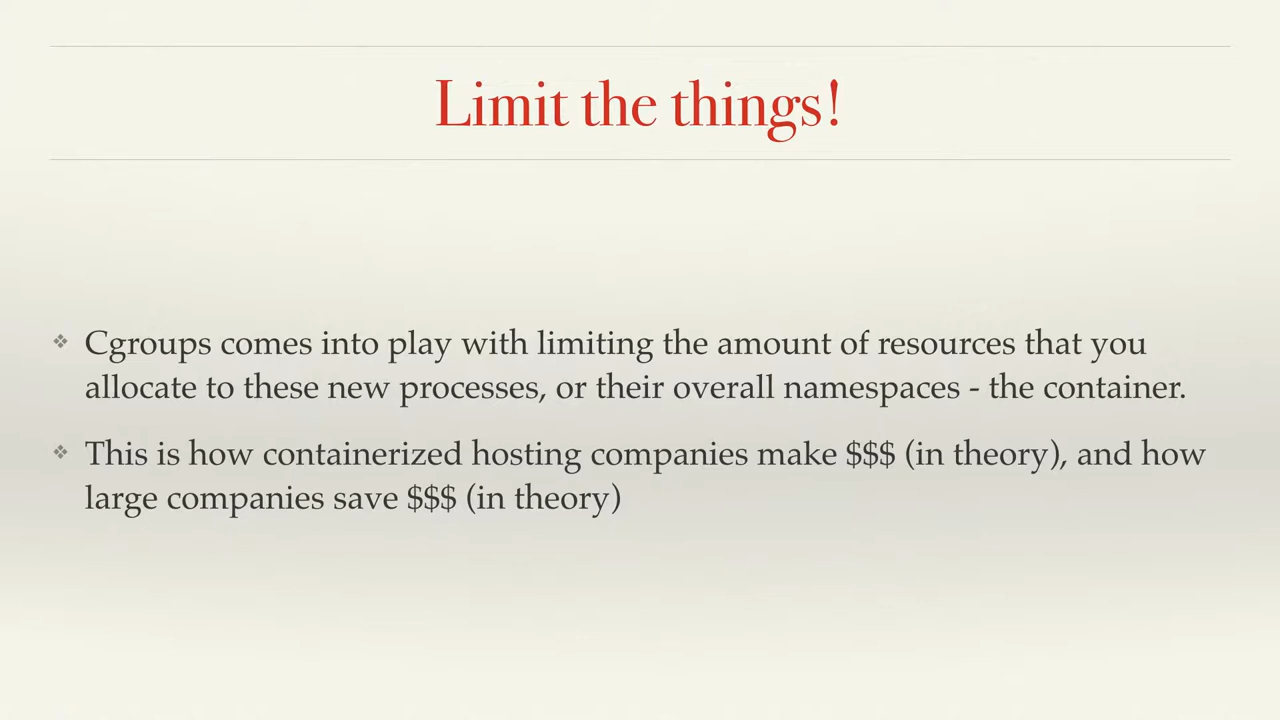 Limit the things!
❖ Cgroups comes into play with limiting the amount of resources that you
allocate to these new processes, or their overall namespaces - the container.
❖ This is how containerized hosting companies make $$$ (in theory), and how
large companies save $$$ (in theory)